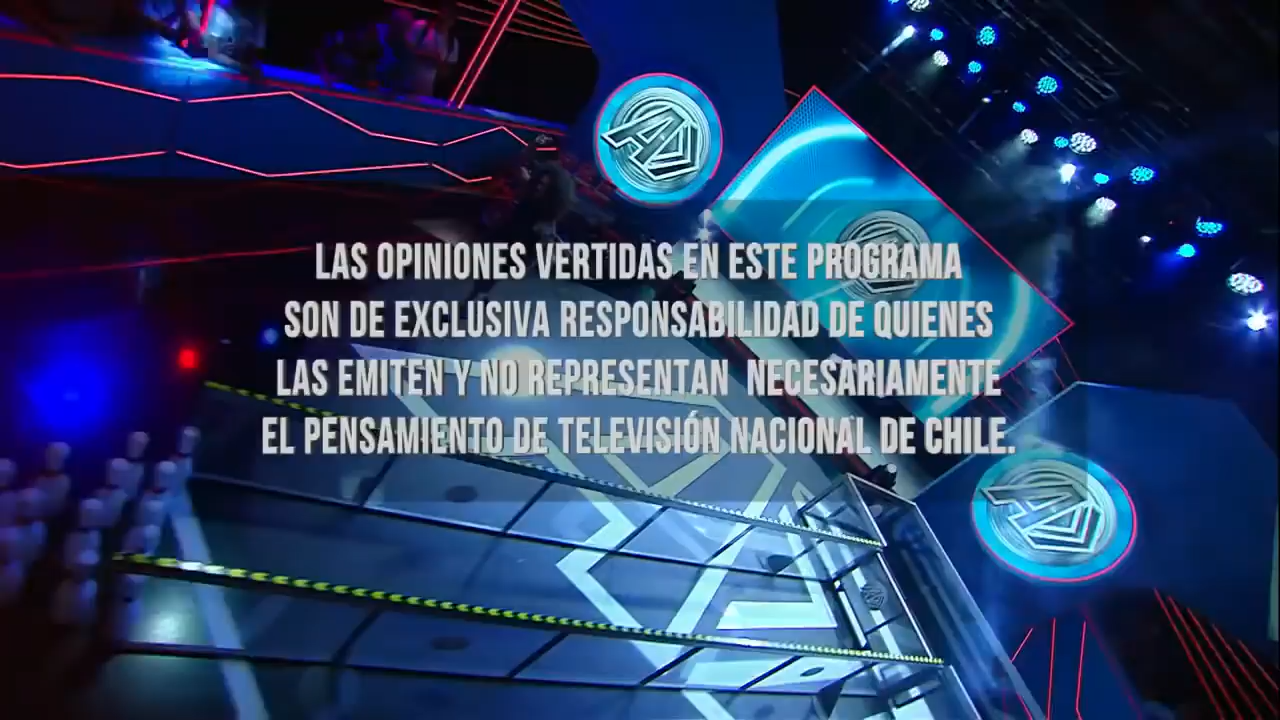 LAS OPINIONES VERTIDAS EN ESTE PROGRAMA
SON DE EXCLUSIVA RESPONSABILIDAD DE QUIENES
LAS EMITEN Y NO REPRESENTAN NECESARIAMENTE
EL PENSAMIENTO DE TELEVISIÓN NACIONAL DE CHILE.